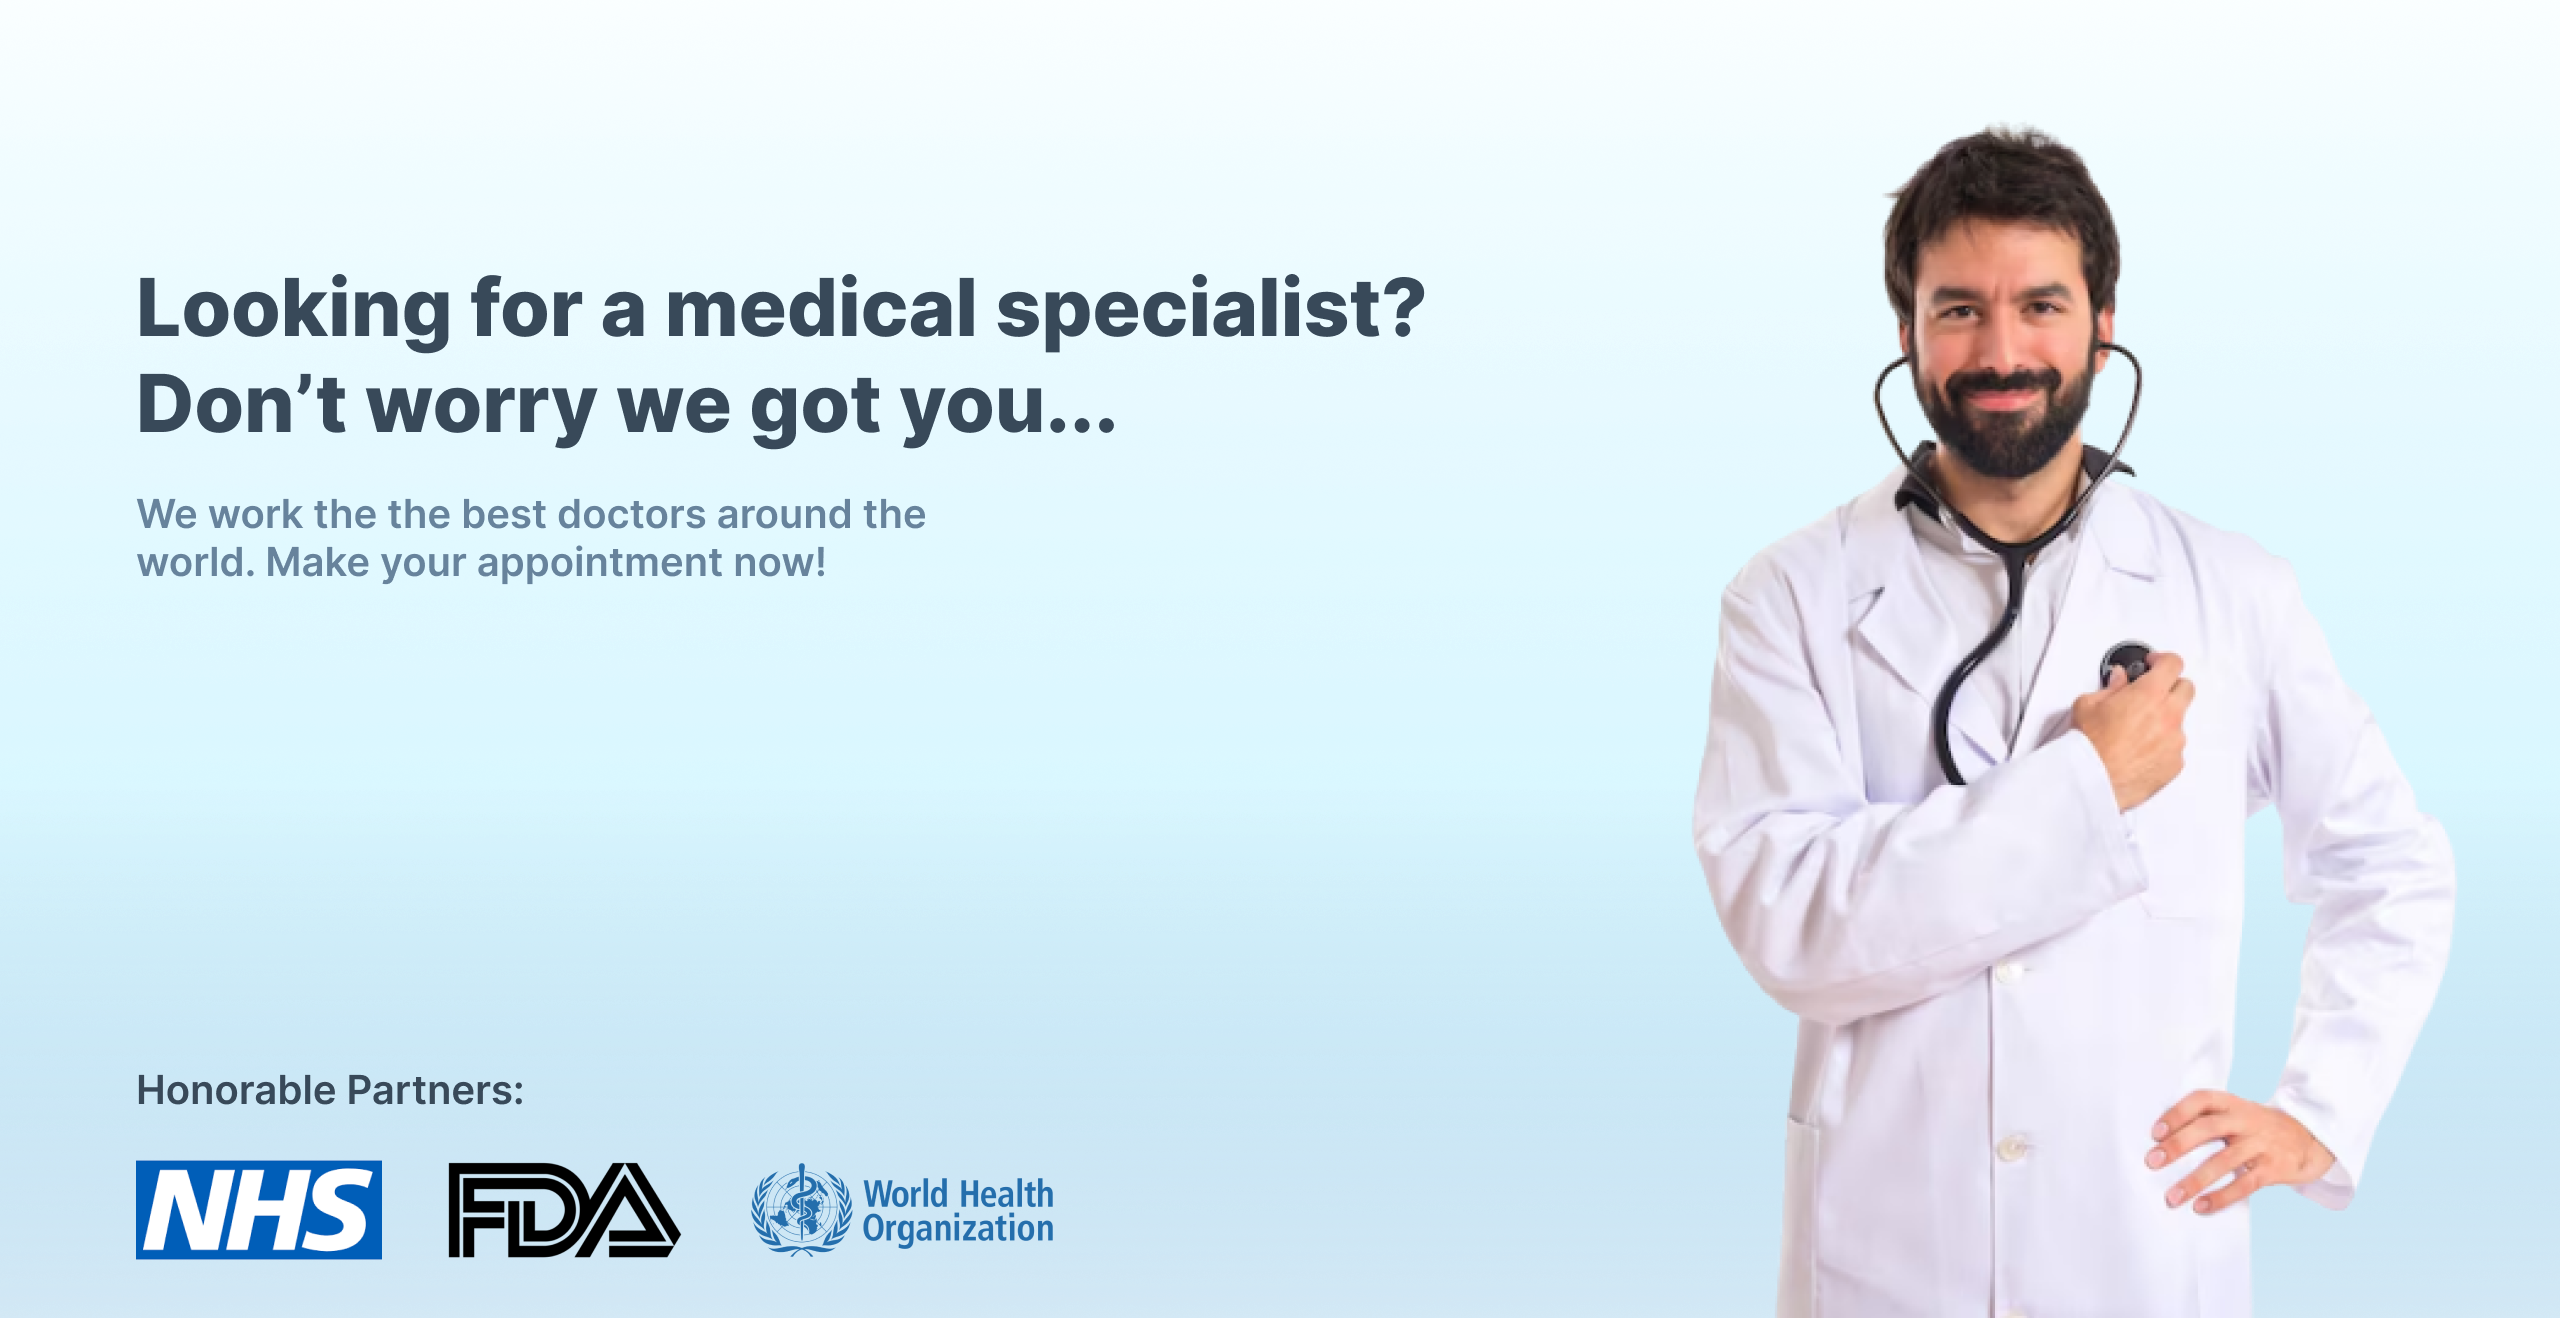 Looking for a medical specialist?
Don’t worry we got you...
We work the the best doctors around the
world. Make your appointment now!
Honorable Partners:
NHS
FDA
World Health
Organization